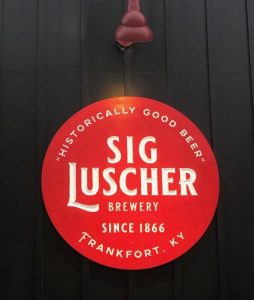 "HISTORICALLY GOOD BEER"
SIG
LUSCHER
BREWERY
SINCE 1866
FRANKFORT, KY